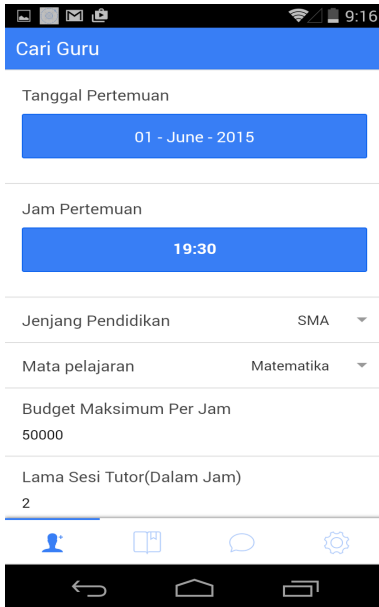 9:16
Cari Guru
Tanggal Pertemuan
01 - June - 2015
Jam Pertemuan
19:30
Jenjang Pendidikan SMA
Mata pelajaran Matematika
Budget Maksimum Per Jam
50000
Lama Sesi Tutor(Dalam Jam)
2